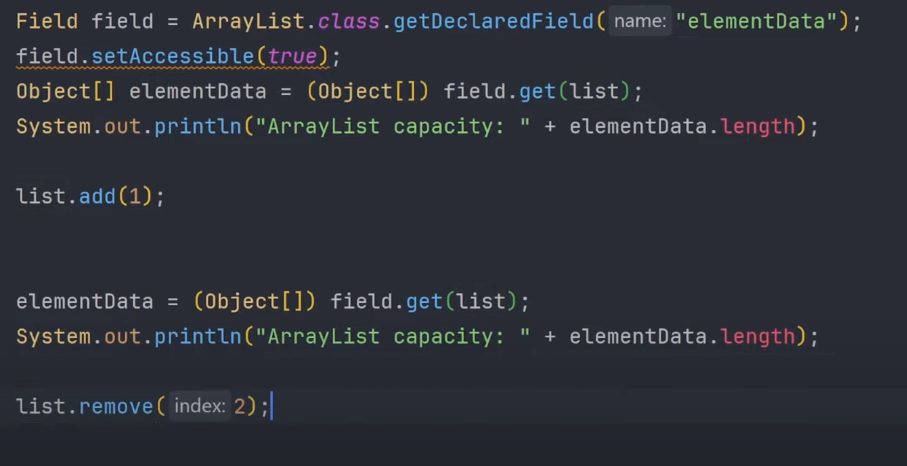 Field field = ArrayList.class.getDeclaredField( name: "elementData");
field.setAccessible(true);
Object[] elementData = (Object[]) field.get(list);
System.out.println("ArrayList capacity: " + elementData.length);
list.add(1);
elementData = (Object[]) field.get(list);
System.out.println("ArrayList capacity: " + elementData.length);
list.remove( index: 2);